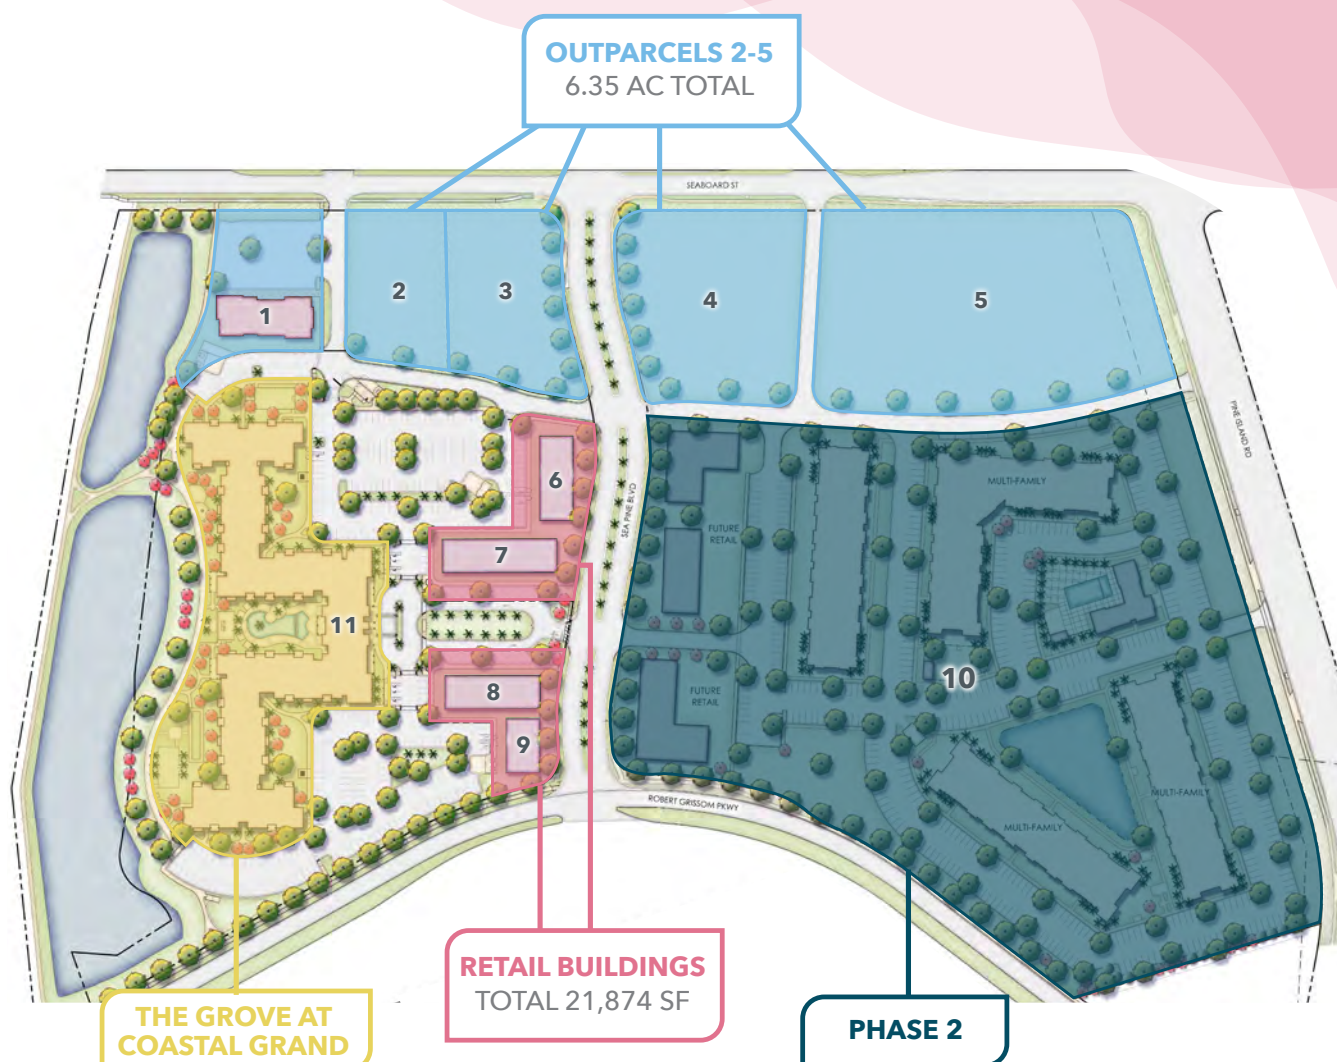 OUTPARCELS 2-5
6.35 AC TOTAL
SEABOARD ST
1
2
3
4
5
PINE ISLAND RD
6
SEA PINE BLVD
MULTI-FAMILY
FUTURE
RETAIL
7
11
10
8
FUTURE
RETAIL
9
MULTI-FAMILY
ROBERT GRISSOM PKWY
MULTI-FAMILY
RETAIL BUILDINGS
TOTAL 21,874 SF
THE GROVE AT
COASTAL GRAND
PHASE 2